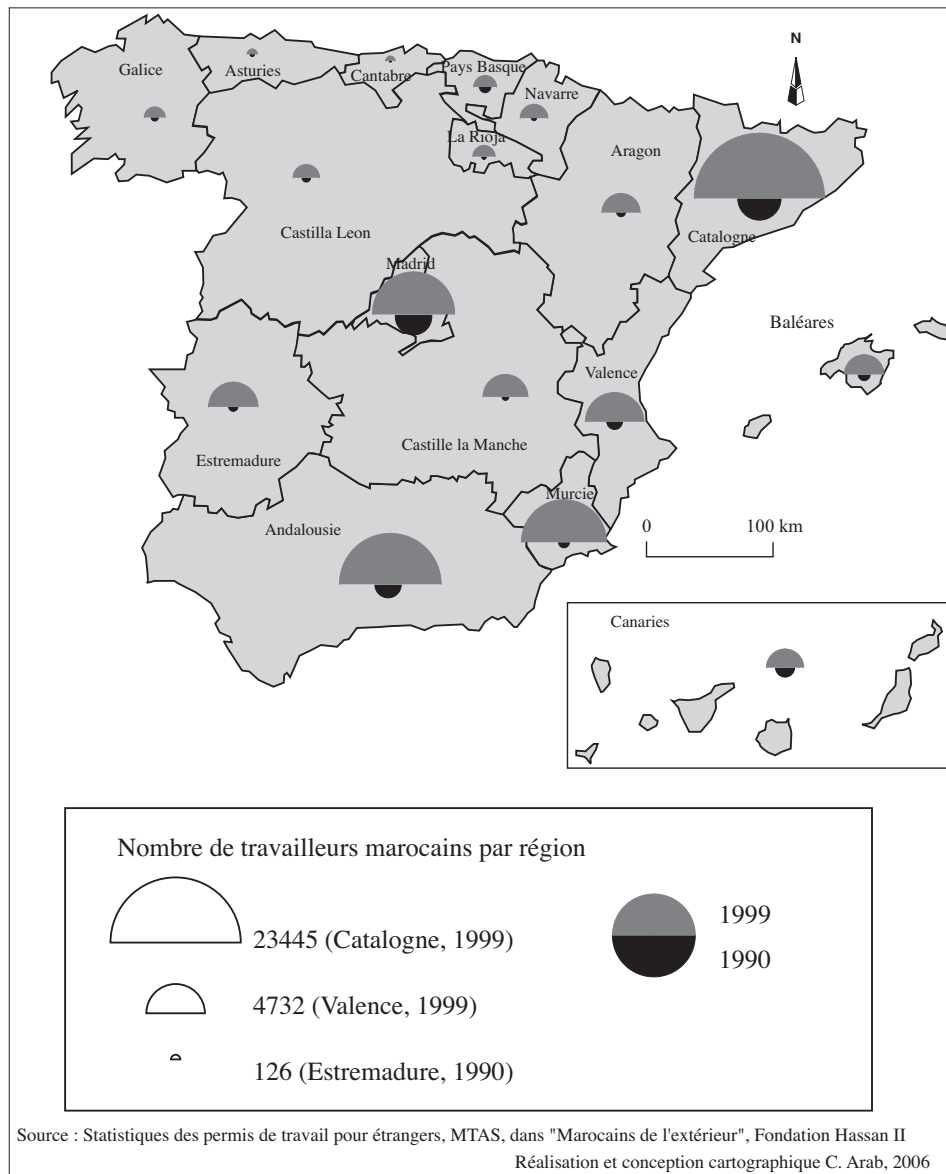 N
Galice
Asturies
Cantabre
Pays Basque
Navarre
La Rioja
Aragon
Castilla Leon
Catalogne
Madrid
Baléares
Valence
Castille la Manche
Estremadure
Murcie
Andalousie
0 100 km
Canaries
Nombre de travailleurs marocains par région
23445 (Catalogne, 1999)
4732 (Valence, 1999)
126 (Estremadure, 1990)
1999
1990
Source : Statistiques des permis de travail pour étrangers, MTAS, dans "Marocains de l'extérieur", Fondation Hassan II
Réalisation et conception cartographique C. Arab, 2006